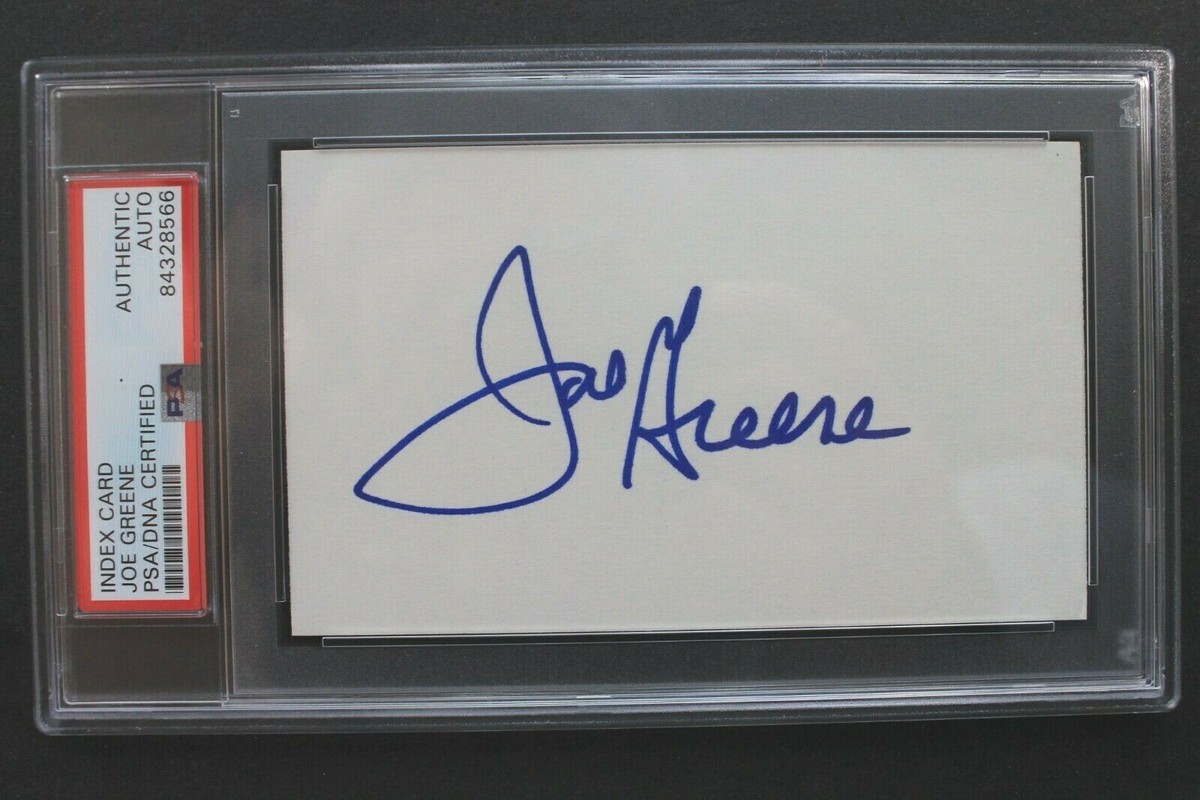 INDEX CARD
JOE GREENE
PSA/DNA CERTIFIED
AUTHENTIC
AUTO
84328566
PSA
Joe Greene